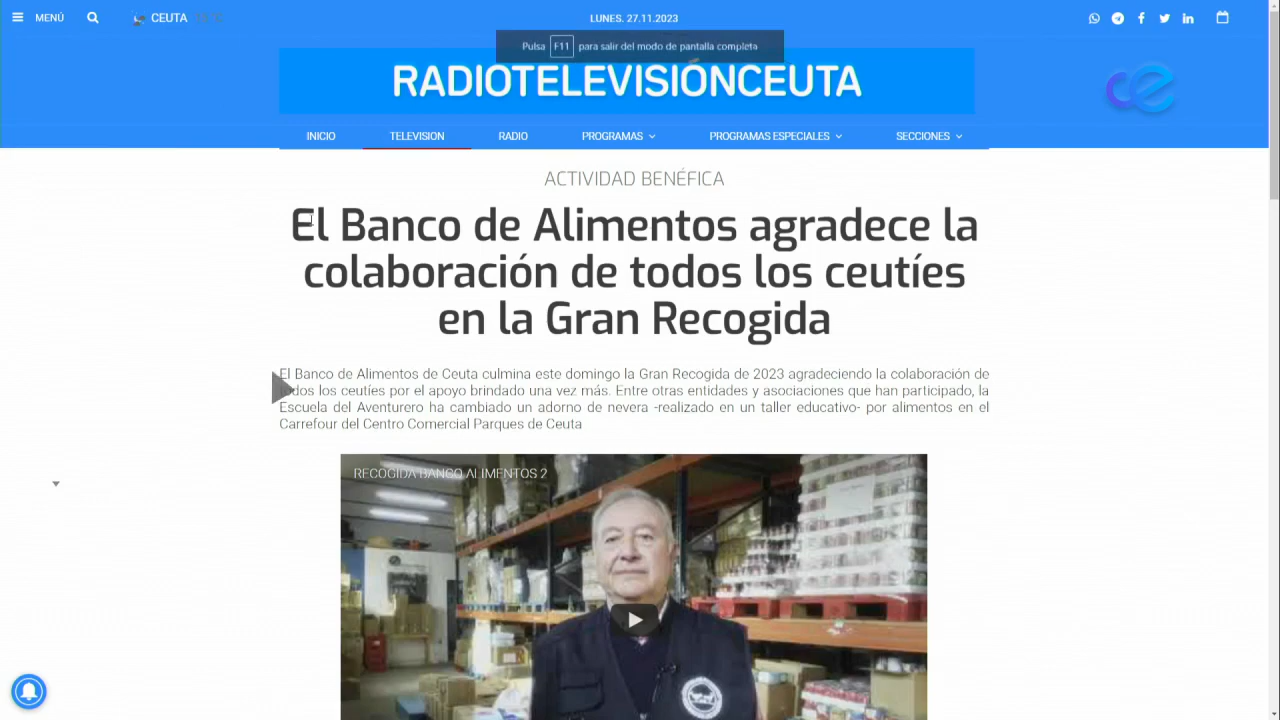 MENÚ
CEUTA
LUNES. 27.11.2023
Pulsa F11 para salir del modo de pantalla completa
RADIOTELEVISIÓNCEUTA
ce
INICIO TELEVISION RADIO PROGRAMAS PROGRAMAS ESPECIALES SECCIONES
ACTIVIDAD BENÉFICA
El Banco de Alimentos agradece la
colaboración de todos los ceutíes
en la Gran Recogida
El Banco de Alimentos de Ceuta culmina este domingo la Gran Recogida de 2023 agradeciendo la colaboración de
todos los ceutíes por el apoyo brindado una vez más. Entre otras entidades y asociaciones que han participado, la
Escuela del Aventurero ha cambiado un adorno de nevera -realizado en un taller educativo- por alimentos en el
Carrefour del Centro Comercial Parques de Ceuta
RECOGIDA BANCO ALIMENTOS 2